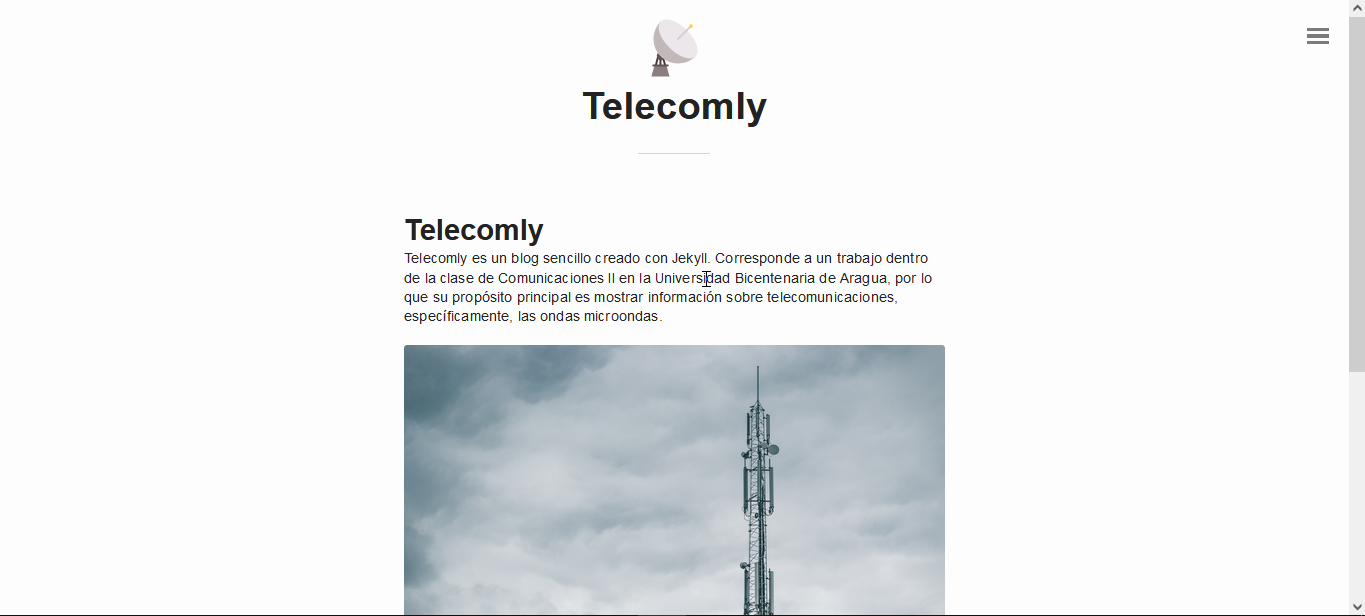 Telecomly
Telecomly
Telecomly es un blog sencillo creado con Jekyll. Corresponde a un trabajo dentro
de la clase de Comunicaciones II en la Universidad Bicentenaria de Aragua, por lo
que su propósito principal es mostrar información sobre telecomunicaciones,
específicamente, las ondas microondas.